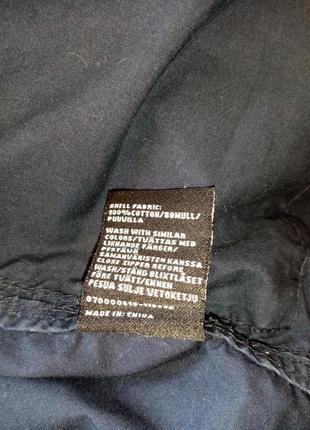 SHELL FABRIC:
100%COTTON/BOMULL/
PUUVILLA
WASH WITH SIMILAR
COLORS/TVÄTTAS MED
LIKNANDE FÄRGER/
PESTÄVÄ
SAMANVÄRISTEN KANSSA
CLOSE ZIPPER BEFORE
WASH/STÄNG BLIXTLÅSET
FÖRE TVÄTT/ENNEN
PESUA SULJE VETOKETJU
MADE IN CHINA